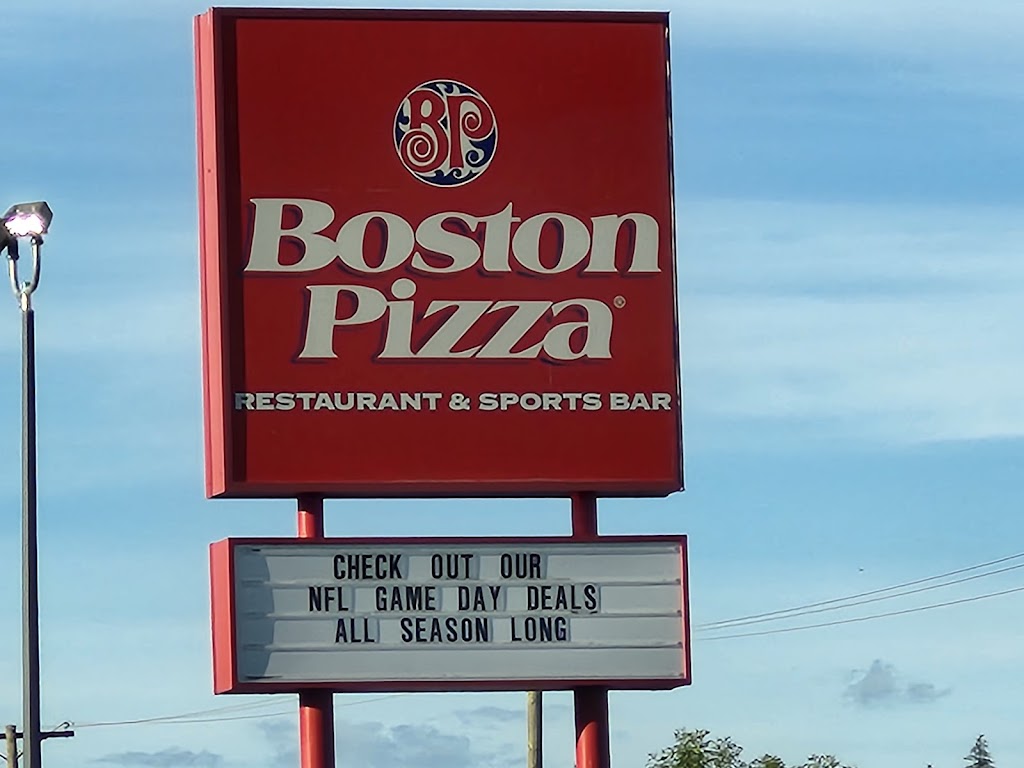 BP
Boston
Pizza®
RESTAURANT & SPORTS BAR
CHECK OUT OUR
NFL GAME DAY DEALS
ALL SEASON LONG